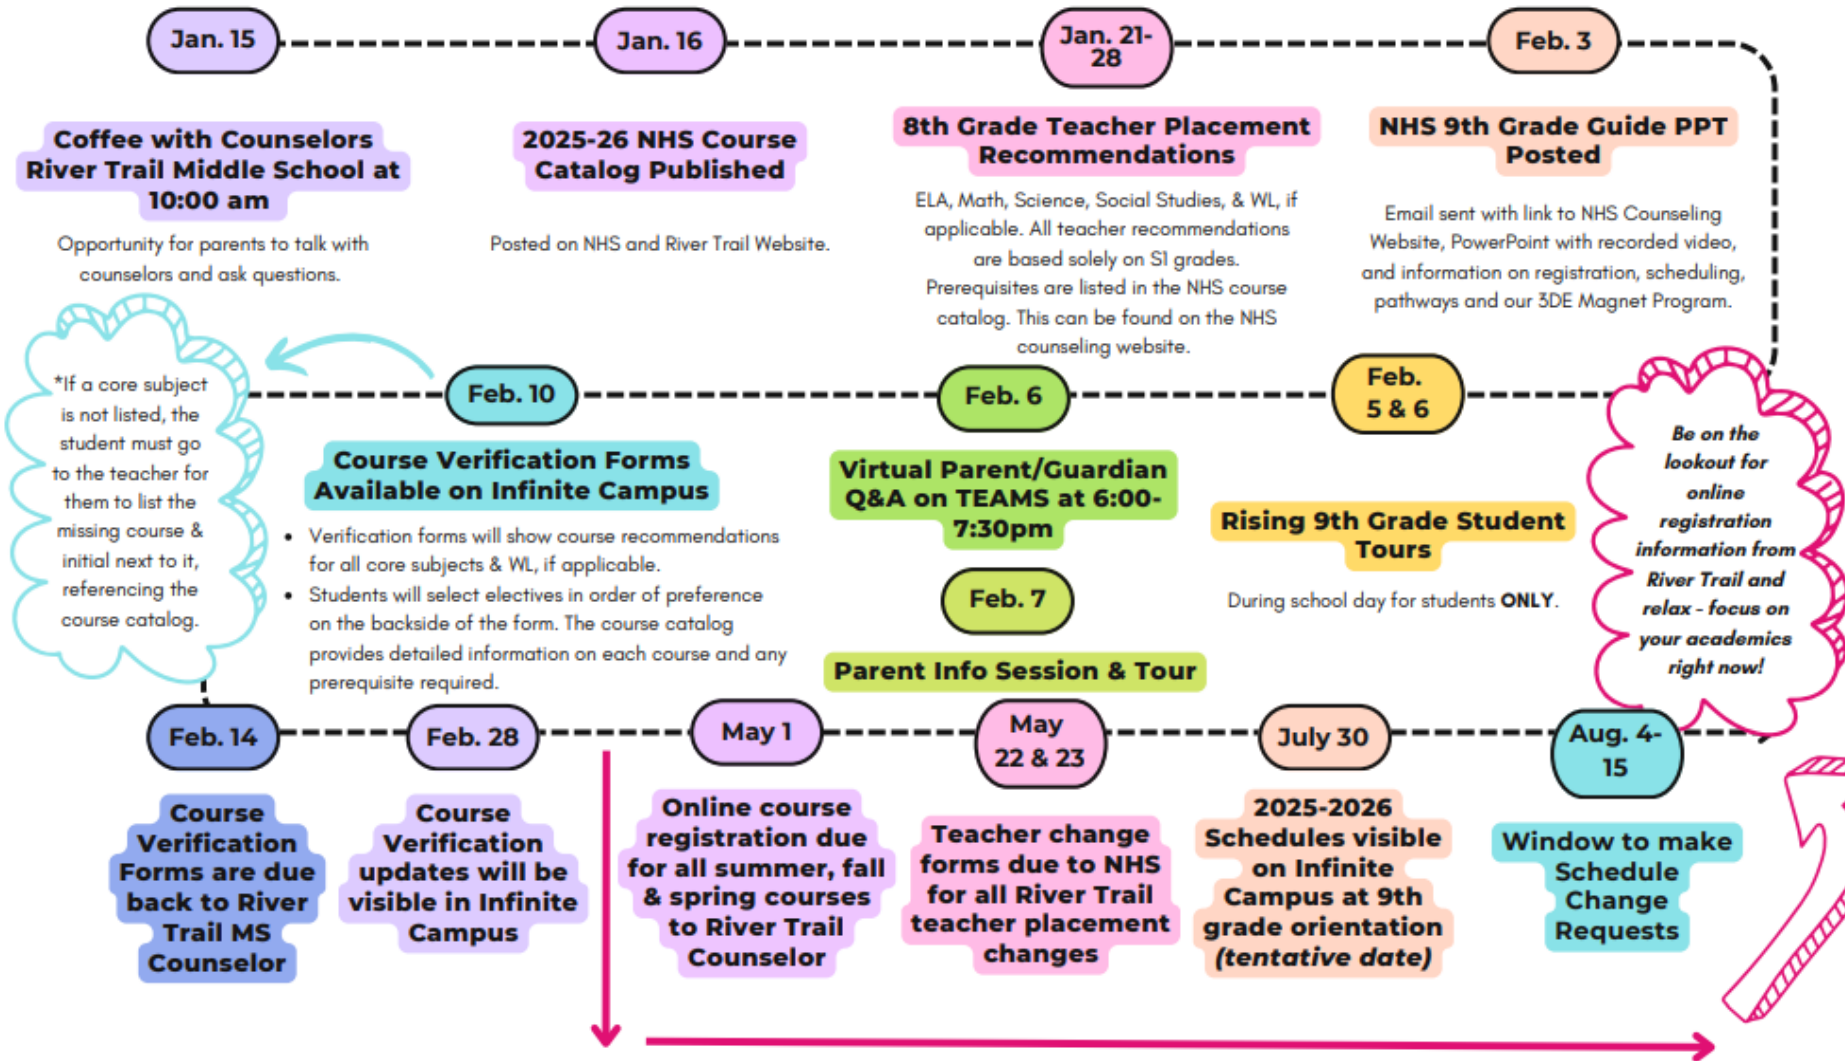 Jan. 15
Coffee with Counselors
River Trail Middle School at
10:00 am
Opportunity for parents to talk with
counselors and ask questions.
Jan. 16
2025-26 NHS Course
Catalog Published
Posted on NHS and River Trail Website.
Jan. 21-
28
8th Grade Teacher Placement
Recommendations
ELA, Math, Science, Social Studies, & WL, if
applicable. All teacher recommendations
are based solely on S1 grades.
Prerequisites are listed in the NHS course
catalog. This can be found on the NHS
counseling website.
Feb. 3
NHS 9th Grade Guide PPT
Posted
Email sent with link to NHS Counseling
Website, PowerPoint with recorded video,
and information on registration, scheduling,
pathways and our 3DE Magnet Program.
Be on the
lookout for
online
registration
information from
River Trail and
relax - focus on
your academics
right now!
Feb.
5 & 6
Rising 9th Grade Student
Tours
During school day for students ONLY.
Feb. 6
Virtual Parent/Guardian
Q&A on TEAMS at 6:00-
7:30pm
Feb. 7
Parent Info Session & Tour
Feb. 10
Course Verification Forms
Available on Infinite Campus
• Verification forms will show course recommendations
for all core subjects & WL, if applicable.
• Students will select electives in order of preference
on the backside of the form. The course catalog
provides detailed information on each course and any
prerequisite required.
*If a core subject
is not listed, the
student must go
to the teacher for
them to list the
missing course &
initial next to it,
referencing the
course catalog.
Feb. 14
Course
Verification
Forms are due
back to River
Trail MS
Counselor
Feb. 28
Course
Verification
updates will be
visible in Infinite
Campus
May 1
Online course
registration due
for all summer, fall
& spring courses
to River Trail
Counselor
May
22 & 23
Teacher change
forms due to NHS
for all River Trail
teacher placement
changes
July 30
2025-2026
Schedules visible
on Infinite
Campus at 9th
grade orientation
(tentative date)
Aug. 4-
15
Window to make
Schedule
Change
Requests